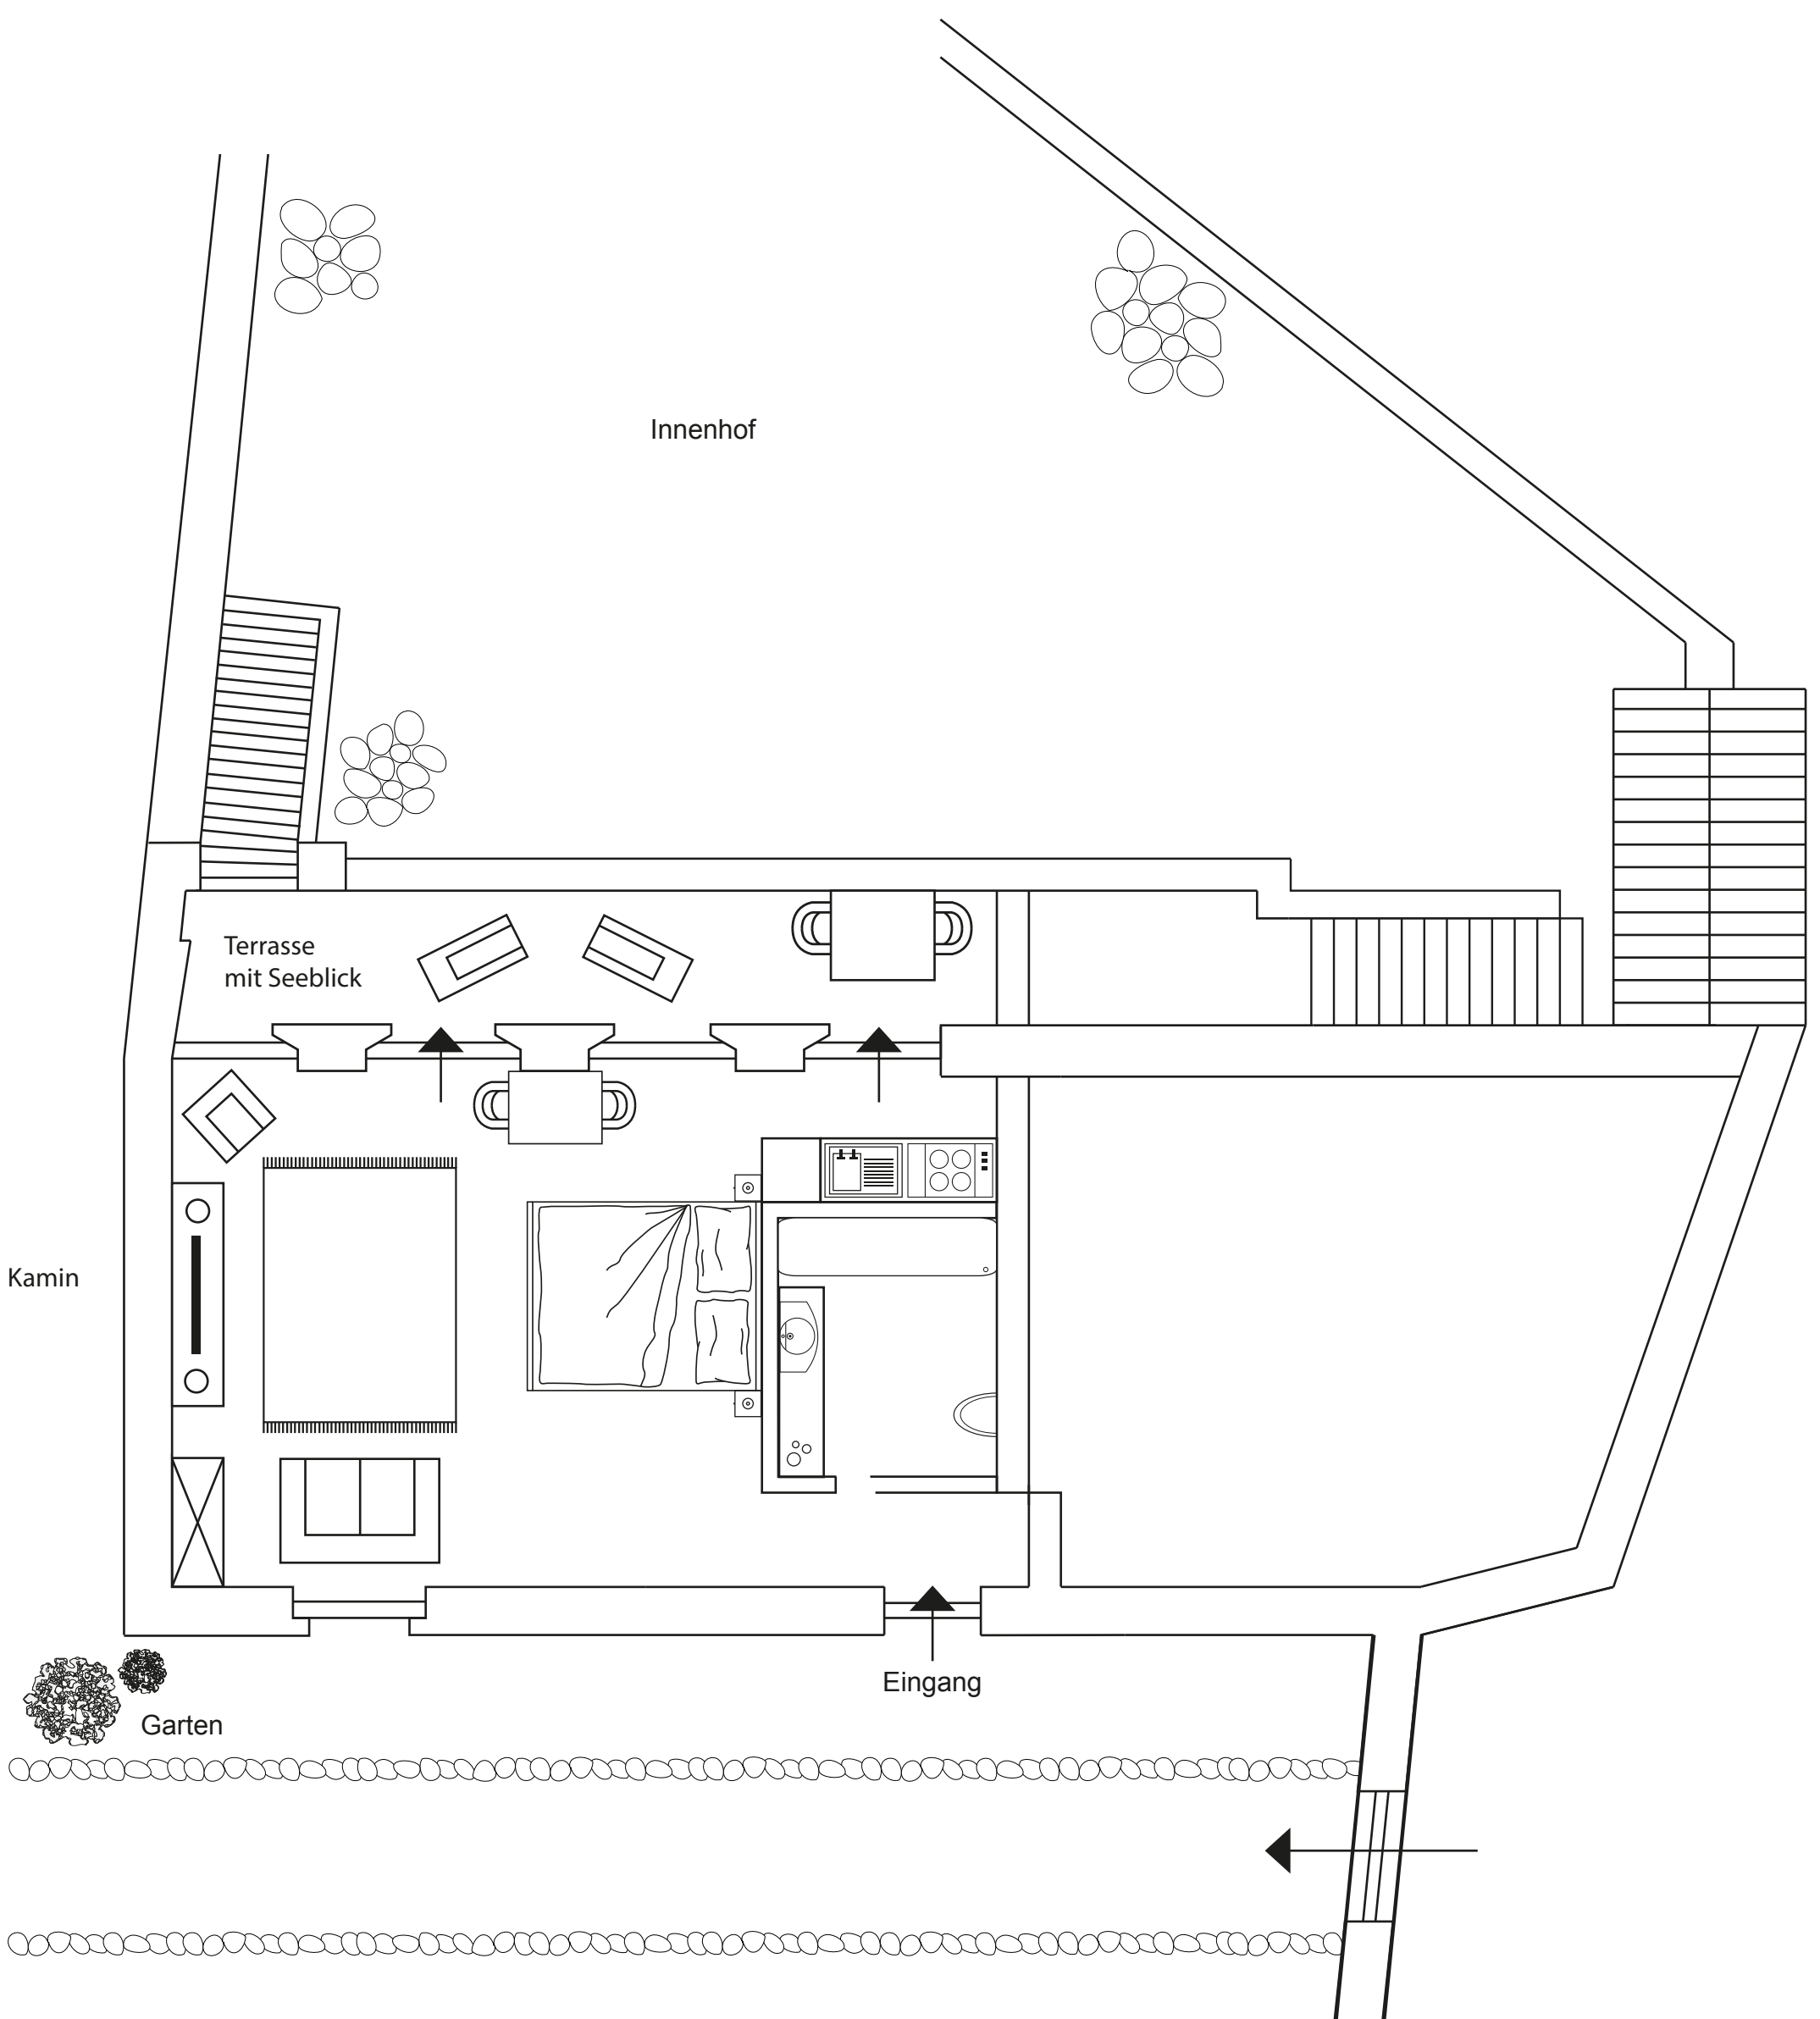 Innenhof
Terrasse
mit Seeblick
Kamin
Eingang
Garten